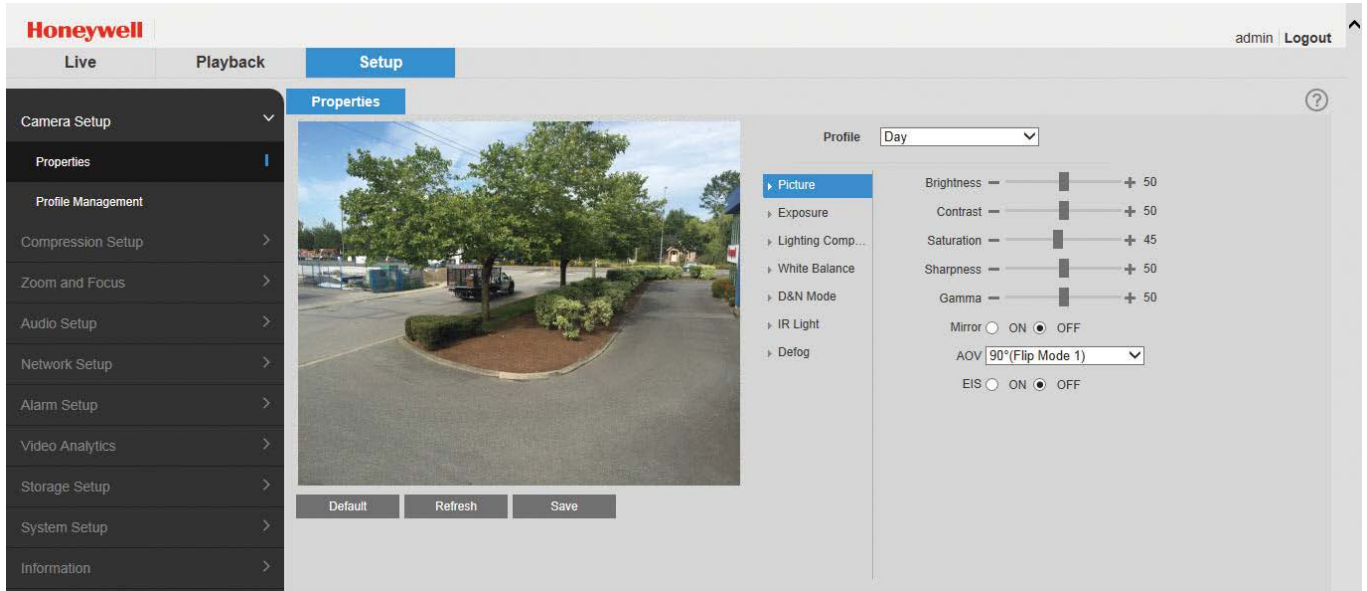 Honeywell
admin Logout
Live Playback Setup
Camera Setup
Properties
Profile Management
Compression Setup
Zoom and Focus
Audio Setup
Network Setup
Alarm Setup
Video Analytics
Storage Setup
System Setup
Information
Properties
?
Default Refresh Save
Profile Day
Picture
Exposure
Lighting Comp...
White Balance
D&N Mode
IR Light
Defog
Brightness 50
Contrast 50
Saturation 45
Sharpness 50
Gamma 50
Mirror ON OFF
AOV 90°(Flip Mode 1)
EIS ON OFF